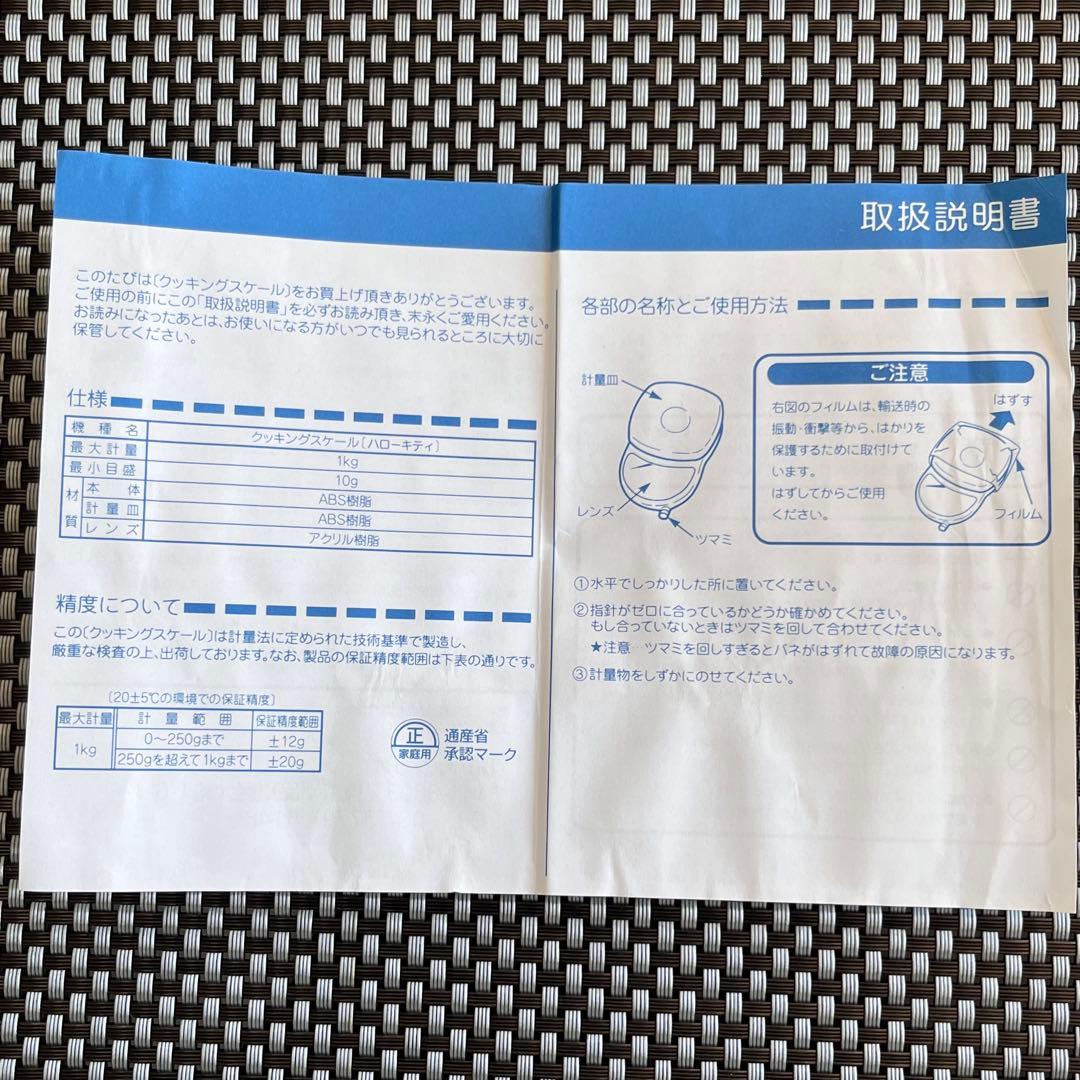 取扱説明書
このたびは〔クッキングスケール〕をお買上げ頂きありがとうございます。
ご使用の前にこの「取扱説明書」を必ずお読み頂き、末永くご愛用ください。
お読みになったあとは、お使いになる方がいつでも見られるところに大切に
保管してください。
仕様
機種名 クッキングスケール〔ハローキティ〕
最大計量 1kg
最小目盛 10g
材質 本体 ABS樹脂
計量皿 ABS樹脂
レンズ アクリル樹脂
精度について
この〔クッキングスケール〕は計量法に定められた技術基準で製造し、
厳重な検査の上、出荷しております。なお、製品の保証精度範囲は下表の通りです。
〔20±5℃の環境での保証精度〕
最大計量 計量範囲 保証精度範囲
1kg 0〜250gまで ±12g
250gを超えて1kgまで ±20g
正
家庭用
通産省
承認マーク
各部の名称とご使用方法
計量皿
レンズ
ツマミ
ご注意
右図のフィルムは、輸送時の
振動・衝撃等から、はかりを
保護するために取付けて
います。
はずしてからご使用
ください。
はずす
フィルム
①水平でしっかりした所に置いてください。
②指針がゼロに合っているかどうか確かめてください。
もし合っていないときはツマミを回して合わせてください。
★注意…ツマミを回しすぎるとバネがはずれて故障の原因になります。
③計量物をしずかにのせてください。